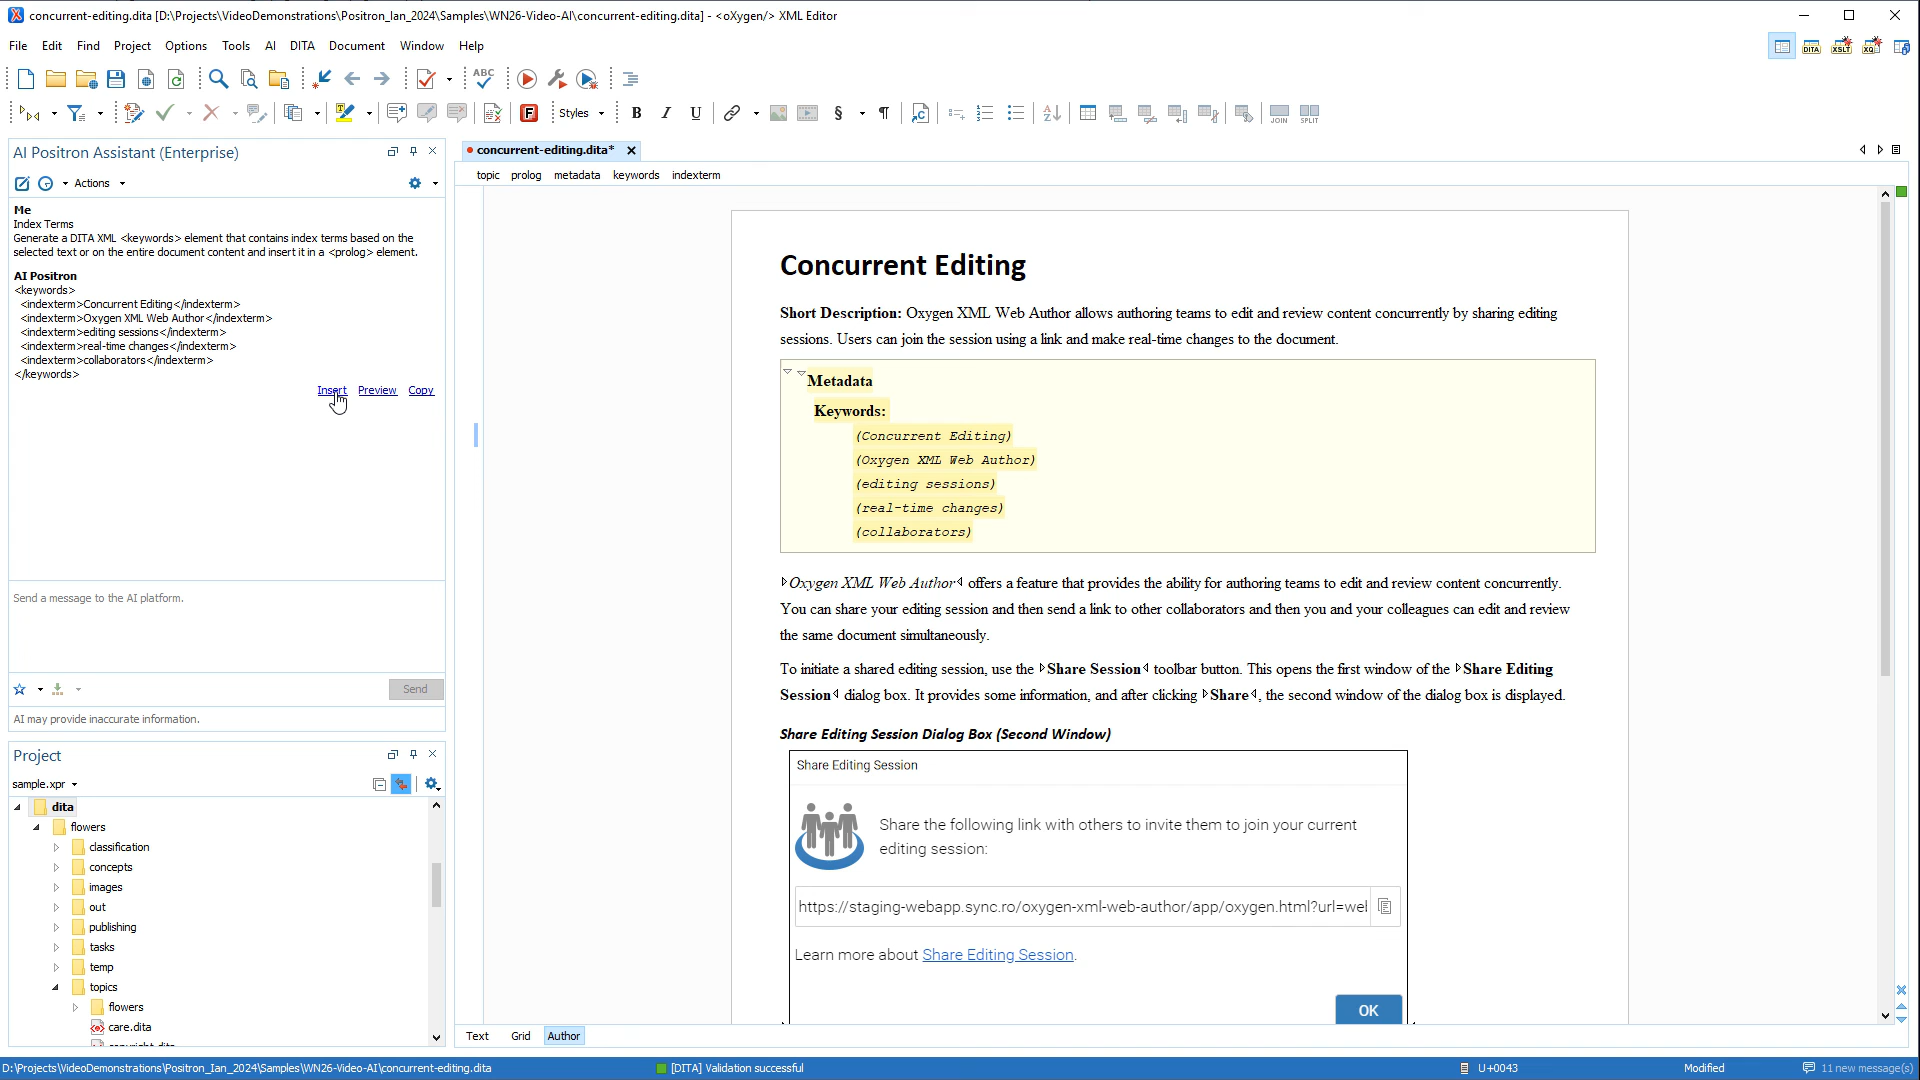 concurrent-editing.dita [D:\Projects\VideoDemonstrations\Positron_Ian_2024\Samples\WN26-Video-AI\concurrent-editing.dita] - <oXygen/> XML Editor
File Edit Find Project Options Tools AI DITA Document Window Help
DITA XSLT XQ
ABC
Styles B I U § ¶ JOIN SPLIT
AI Positron Assistant (Enterprise)
Actions
Me
Index Terms
Generate a DITA XML <keywords> element that contains index terms based on the
selected text or on the entire document content and insert it in a <prolog> element.
AI Positron
<keywords>
<indexterm>Concurrent Editing</indexterm>
<indexterm>Oxygen XML Web Author</indexterm>
<indexterm>editing sessions</indexterm>
<indexterm>real-time changes</indexterm>
<indexterm>collaborators</indexterm>
</keywords>
Insert Preview Copy
Send a message to the AI platform.
Send
AI may provide inaccurate information.
Project
sample.xpr
dita
flowers
classification
concepts
images
out
publishing
tasks
temp
topics
flowers
care.dita
copyright.dita
concurrent-editing.dita*
topic prolog metadata keywords indexterm
Concurrent Editing
Short Description: Oxygen XML Web Author allows authoring teams to edit and review content concurrently by sharing editing
sessions. Users can join the session using a link and make real-time changes to the document.
Metadata
Keywords:
(Concurrent Editing)
(Oxygen XML Web Author)
(editing sessions)
(real-time changes)
(collaborators)
Oxygen XML Web Author offers a feature that provides the ability for authoring teams to edit and review content concurrently.
You can share your editing session and then send a link to other collaborators and then you and your colleagues can edit and review
the same document simultaneously.
To initiate a shared editing session, use the Share Session toolbar button. This opens the first window of the Share Editing
Session dialog box. It provides some information, and after clicking Share, the second window of the dialog box is displayed.
Share Editing Session Dialog Box (Second Window)
Share Editing Session
Share the following link with others to invite them to join your current
editing session:
https://staging-webapp.sync.ro/oxygen-xml-web-author/app/oxygen.html?url=wel
Learn more about Share Editing Session.
OK
Text Grid Author
D:\Projects\VideoDemonstrations\Positron_Ian_2024\Samples\WN26-Video-AI\concurrent-editing.dita
[DITA] Validation successful
U+0043
Modified
11 new message(s)